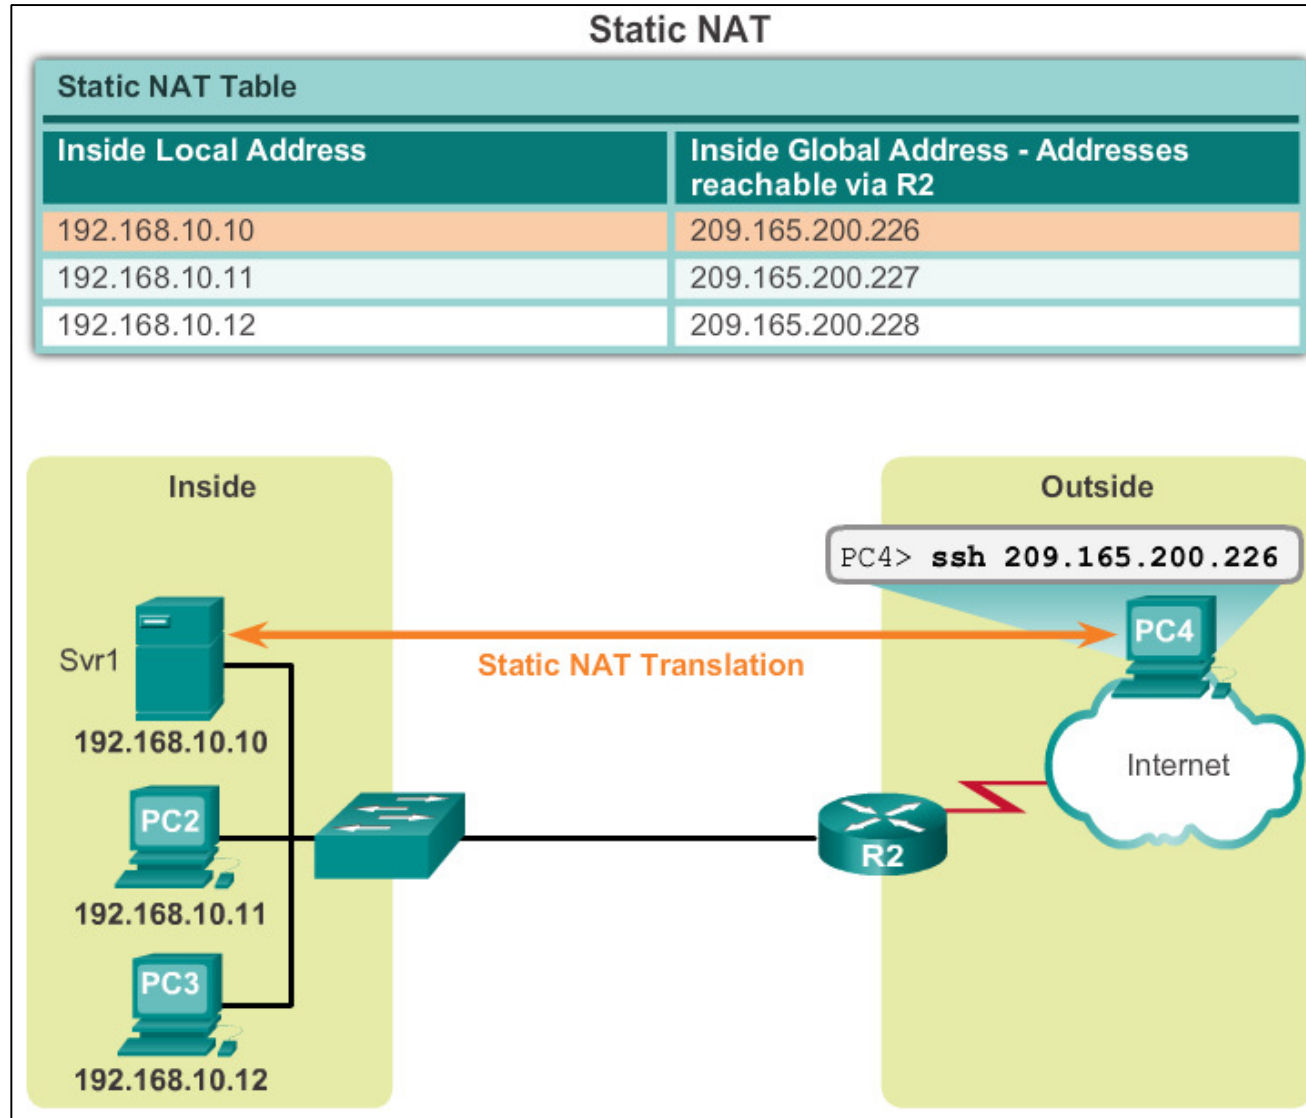 Static NAT
Static NAT Table
Inside Local Address
Inside Global Address - Addresses
reachable via R2
192.168.10.10
209.165.200.226
192.168.10.11
209.165.200.227
192.168.10.12
209.165.200.228
Inside
Outside
PC4> ssh 209.165.200.226
PC4
Static NAT Translation
Svr1
192.168.10.10
Internet
PC2
R2
192.168.10.11
PC3
192.168.10.12